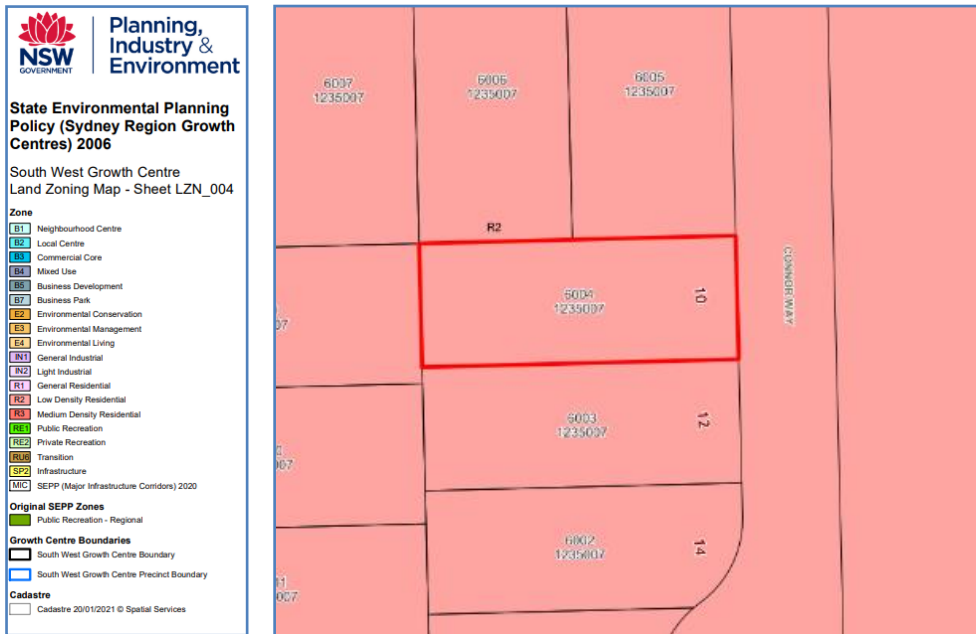 NSW
GOVERNMENT
Planning,
Industry &
Environment
State Environmental Planning
Policy (Sydney Region Growth
Centres) 2006
South West Growth Centre
Land Zoning Map - Sheet LZN_004
Zone
B1 Neighbourhood Centre
B2 Local Centre
B3 Commercial Core
B4 Mixed Use
B5 Business Development
B7 Business Park
E2 Environmental Conservation
E3 Environmental Management
E4 Environmental Living
IN1 General Industrial
IN2 Light Industrial
R1 General Residential
R2 Low Density Residential
R3 Medium Density Residential
RE1 Public Recreation
RE2 Private Recreation
RU6 Transition
SP2 Infrastructure
MIC SEPP (Major Infrastructure Corridors) 2020
Original SEPP Zones
Public Recreation - Regional
Growth Centre Boundaries
South West Growth Centre Boundary
South West Growth Centre Precinct Boundary
Cadastre
Cadastre 20/01/2021 © Spatial Services
6007
1235007
6006
1235007
6005
1235007
R2
6004
1235007
10
CONNOR WAY
07
6003
1235007
12
07
6002
1235007
14
11
007